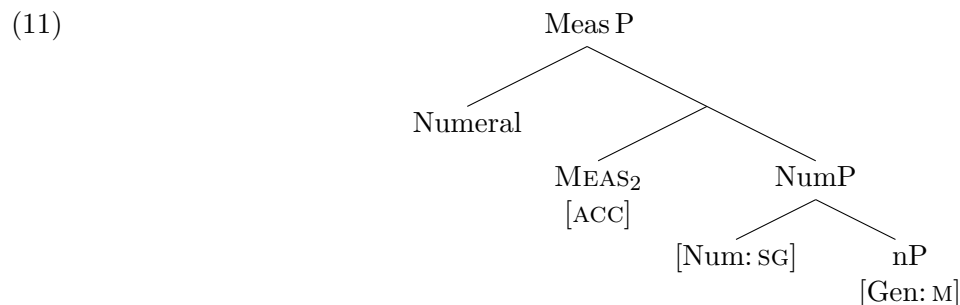 (11)
Meas P
Numeral
MEAS₂ NumP
[ACC]
[Num: SG] nP
[Gen: M]